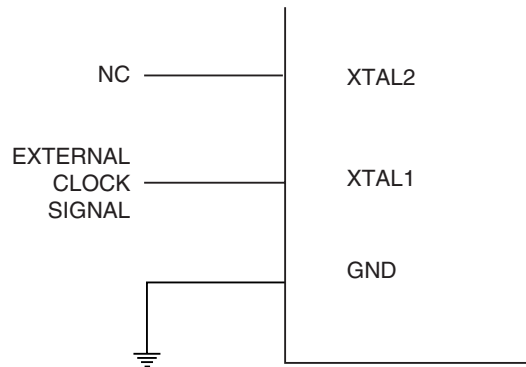 NC
XTAL2
EXTERNAL
CLOCK
SIGNAL
XTAL1
GND